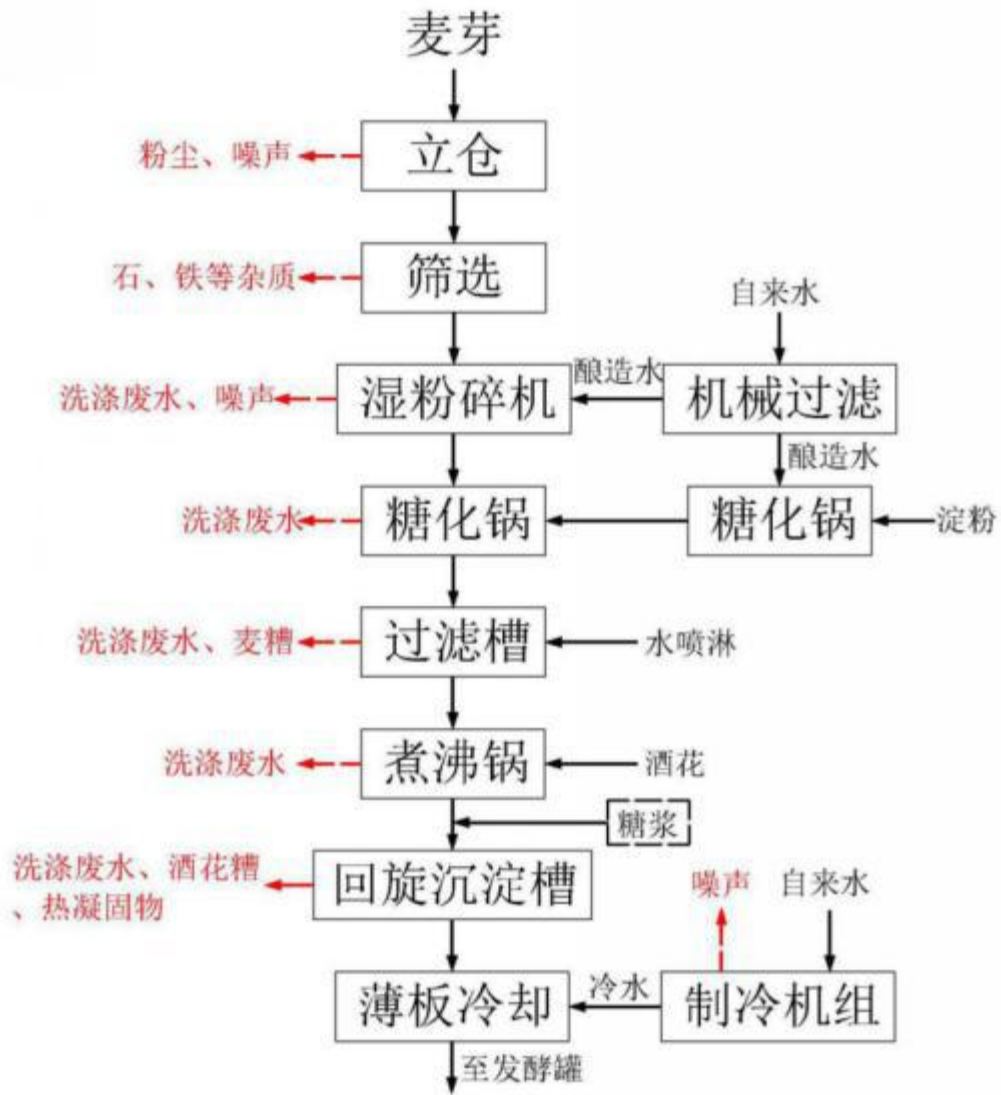 麦芽
粉尘、噪声
立仓
石、铁等杂质
筛选
自来水
洗涤废水、噪声
湿粉碎机
酿造水
机械过滤
酿造水
洗涤废水
糖化锅
糖化锅
淀粉
洗涤废水、麦糟
过滤槽
水喷淋
洗涤废水
煮沸锅
酒花
糖浆
洗涤废水、酒花糟
、热凝固物
回旋沉淀槽
噪声
自来水
薄板冷却
冷水
制冷机组
至发酵罐